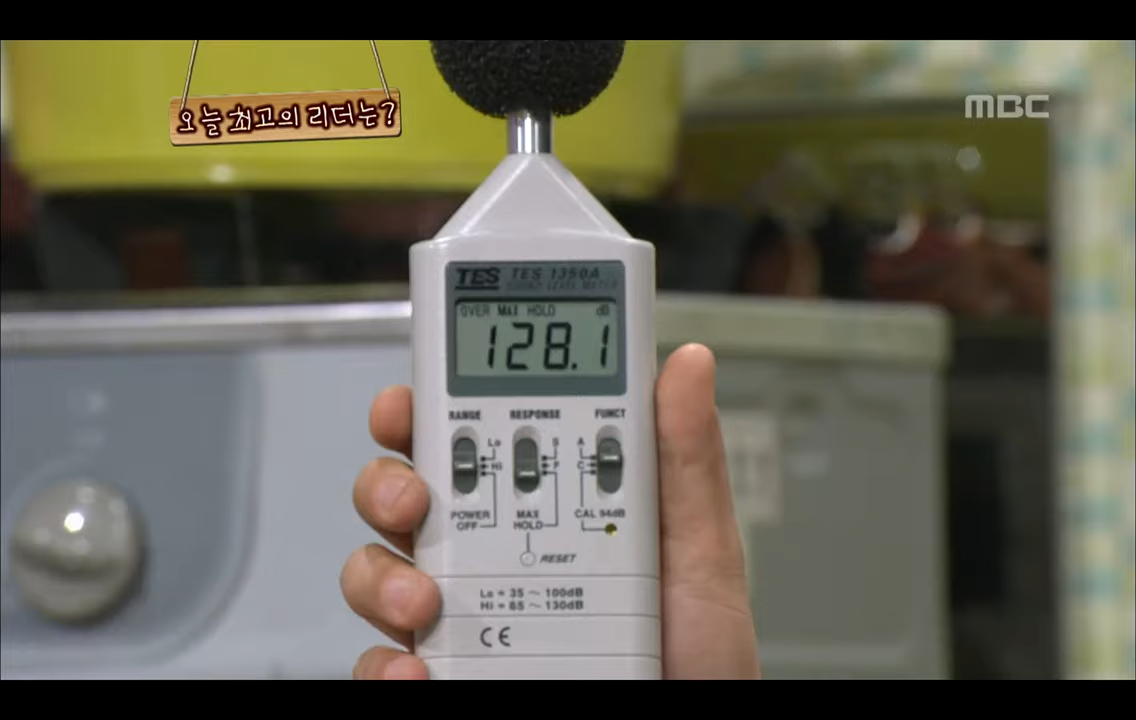 오늘 최고의 리더는?
MBC
TES TES 1350A
SOUND LEVEL METER
OVER MAX HOLD dB
128.1
RANGE RESPONSE FUNCT
Lo S A
Hi F C
POWER OFF
MAX HOLD
CAL 94dB
RESET
Lo = 35 ~ 100dB
Hi = 65 ~ 130dB
CE